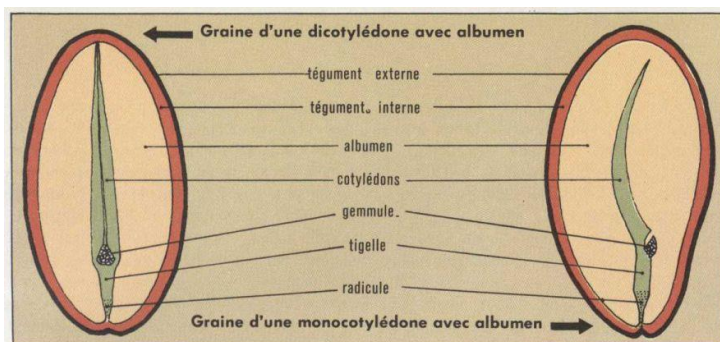 Graine d'une dicotylédone avec albumen
tégument externe
tégument. interne
albumen
cotylédons
gemmule.
tigelle
radicule
Graine d'une monocotylédone avec albumen